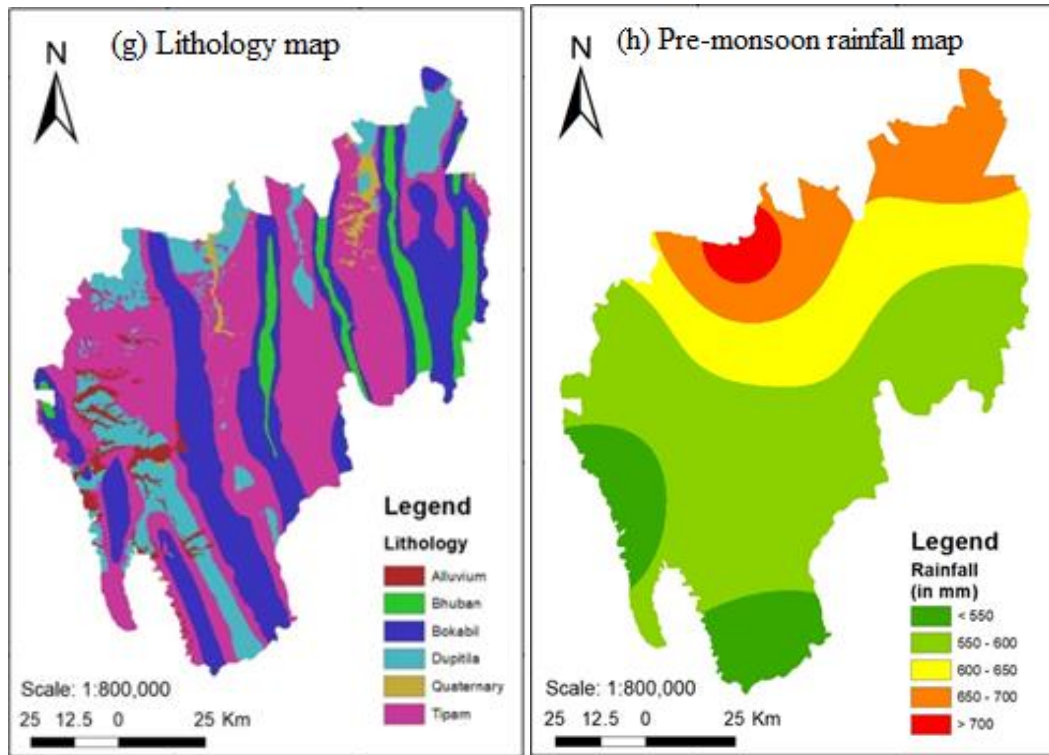 (g) Lithology map
N
Legend
Lithology
Alluvium
Bhuban
Bokabil
Dupitila
Quaternary
Tipam
Scale: 1:800,000
25 12.5 0 25 Km
(h) Pre-monsoon rainfall map
N
Legend
Rainfall
(in mm)
< 550
550 - 600
600 - 650
650 - 700
> 700
Scale: 1:800,000
25 12.5 0 25 Km